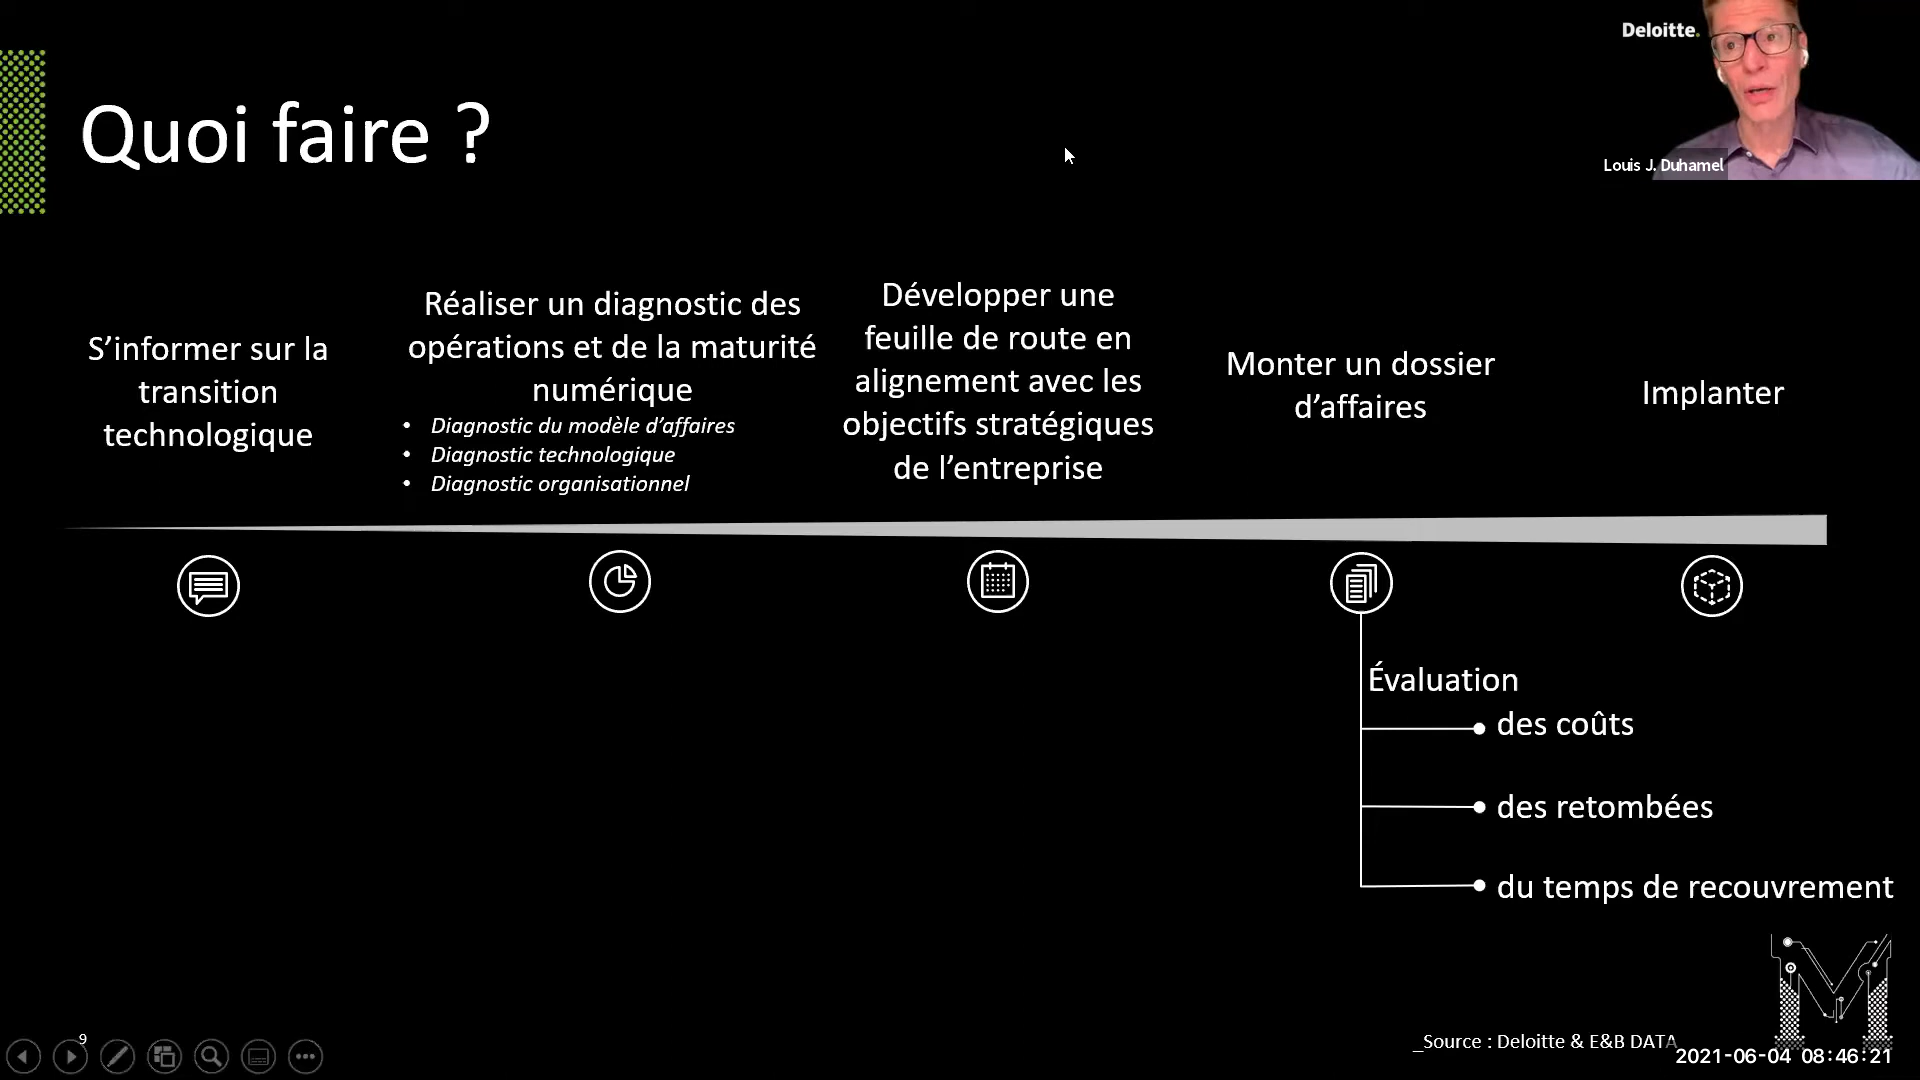 Deloitte.
Louis J. Duhamel
Quoi faire ?
S’informer sur la
transition
technologique
Réaliser un diagnostic des
opérations et de la maturité
numérique
• Diagnostic du modèle d’affaires
• Diagnostic technologique
• Diagnostic organisationnel
Développer une
feuille de route en
alignement avec les
objectifs stratégiques
de l’entreprise
Monter un dossier
d’affaires
Implanter
Évaluation
des coûts
des retombées
du temps de recouvrement
9
_Source : Deloitte & E&B DATA
2021-06-04 08:46:21